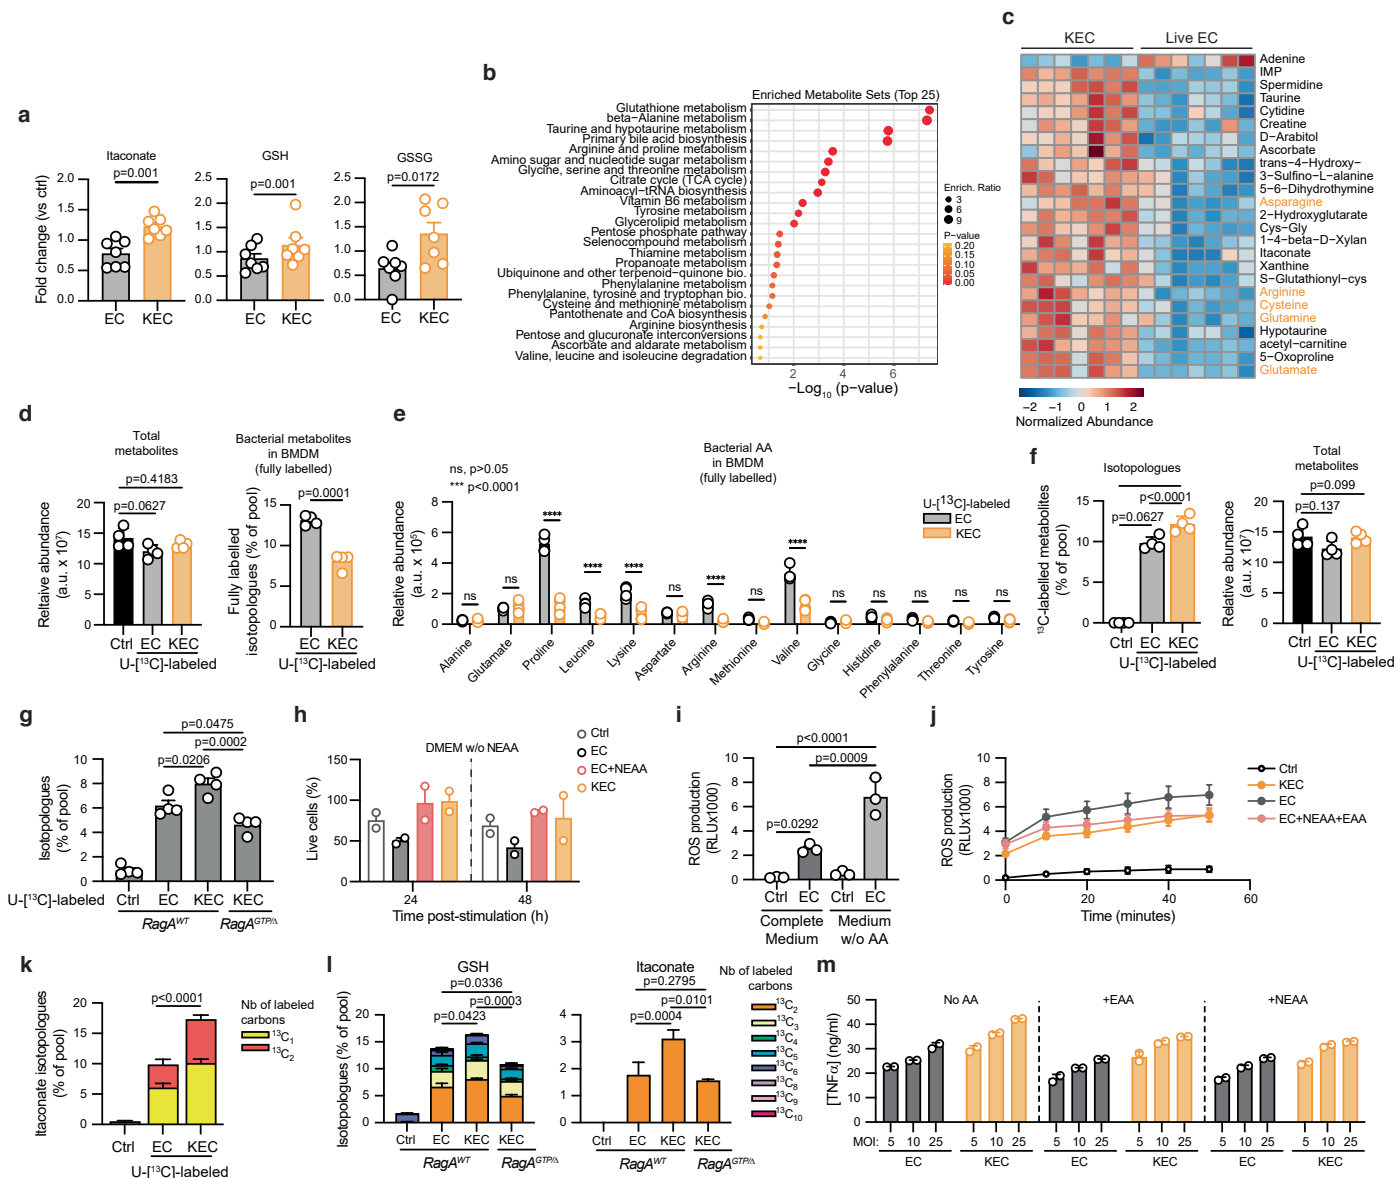 a
Itaconate
GSH
GSSG
p=0.001
p=0.001
p=0.0172
Fold change (vs ctrl)
2.0
1.5
1.0
0.5
0.0
2.5
2.0
1.5
1.0
0.5
0.0
2.5
2.0
1.5
1.0
0.5
0.0
EC KEC
EC KEC
EC KEC
b
Enriched Metabolite Sets (Top 25)
Glutathione metabolism
beta−Alanine metabolism
Taurine and hypotaurine metabolism
Primary bile acid biosynthesis
Arginine and proline metabolism
Amino sugar and nucleotide sugar metabolism
Glycine, serine and threonine metabolism
Citrate cycle (TCA cycle)
Aminoacyl−tRNA biosynthesis
Vitamin B6 metabolism
Tyrosine metabolism
Glycerolipid metabolism
Pentose phosphate pathway
Selenocompound metabolism
Thiamine metabolism
Propanoate metabolism
Ubiquinone and other terpenoid−quinone bio.
Phenylalanine metabolism
Phenylalanine, tyrosine and tryptophan bio.
Cysteine and methionine metabolism
Pantothenate and CoA biosynthesis
Arginine biosynthesis
Pentose and glucuronate interconversions
Ascorbate and aldarate metabolism
Valine, leucine and isoleucine degradation
2 4 6
−Log10 (p−value)
Enrich. Ratio
3
6
9
P−value
0.20
0.15
0.10
0.05
0.00
c
KEC Live EC
Adenine
IMP
Spermidine
Taurine
Cytidine
Creatine
D−Arabitol
Ascorbate
trans−4−Hydroxy−
3−Sulfino−L−alanine
5−6−Dihydrothymine
Asparagine
2−Hydroxyglutarate
Cys−Gly
1−4−beta−D−Xylan
Itaconate
Xanthine
S−Glutathionyl−cys
Arginine
Cysteine
Glutamine
Hypotaurine
acetyl−carnitine
5−Oxoproline
Glutamate
−2 −1 0 1 2
Normalized Abundance
d
Total
metabolites
p=0.4183
p=0.0627
Reltaive abundance
(a.u. x 10⁷)
20
15
10
5
0
Ctrl EC KEC
U-[¹³C]-labeled
Bacterial metabolites
in BMDM
(fully labelled)
p=0.0001
Fully labelled
isotopologues (% of pool)
15
10
5
0
EC KEC
U-[¹³C]-labeled
e
Bacterial AA
in BMDM
(fully labelled)
ns, p>0.05
*** p<0.0001
U-[¹³C]-labeled
EC
KEC
Relative abundance
(a.u. x 10⁵)
8
6
4
2
0
ns ns **** **** **** ns **** ns **** ns ns ns ns ns
Alanine
Glutamate
Proline
Leucine
Lysine
Aspartate
Arginine
Methionine
Valine
Glycine
Histidine
Phenylalanine
Threonine
Tyrosine
f
Isotopologues
p<0.0001
p=0.0627
¹³C-labelled metabolites
(% of pool)
15
10
5
0
Ctrl EC KEC
U-[¹³C]-labeled
Total
metabolites
p=0.099
p=0.137
Relative abundance
(a.u. x 10⁷)
20
15
10
5
0
Ctrl EC KEC
U-[¹³C]-labeled
g
p=0.0475
p=0.0002
p=0.0206
Isotopologues
(% of pool)
10
8
6
4
2
0
U-[¹³C]-labeled Ctrl EC KEC KEC
RagAWT RagAGTP/Δ
h
DMEM w/o NEAA
Live cells (%)
150
100
50
0
24 48
Time post-stimulation (h)
Ctrl
EC
EC+NEAA
KEC
i
p<0.0001
p=0.0009
p=0.0292
ROS production
(RLUx1000)
10
8
6
4
2
0
Ctrl EC Ctrl EC
Complete
Medium
Medium
w/o AA
j
ROS production
(RLUx1000)
10
8
6
4
2
0
0 20 40 60
Time (minutes)
Ctrl
KEC
EC
EC+NEAA+EAA
k
p<0.0001
Itaconate isotopologues
(% of pool)
20
15
10
5
0
Ctrl EC KEC
U-[¹³C]-labeled
Nb of labeled
carbons
¹³C1
¹³C2
l
GSH
p=0.0336
p=0.0003
p=0.0423
Isotopologues (% of pool)
20
15
10
5
0
Ctrl EC KEC KEC
RagAWT RagAGTP/Δ
Itaconate
p=0.2795
p=0.0101
p=0.0004
4
3
2
1
0
Ctrl EC KEC KEC
RagAWT RagAGTP/Δ
Nb of labeled
carbons
¹³C2
¹³C3
¹³C4
¹³C5
¹³C6
¹³C8
¹³C9
¹³C10
m
No AA +EAA +NEAA
[TNFα] (ng/ml)
50
40
30
20
10
0
MOI: 5 10 25 5 10 25 5 10 25 5 10 25 5 10 25 5 10 25
EC KEC EC KEC EC KEC